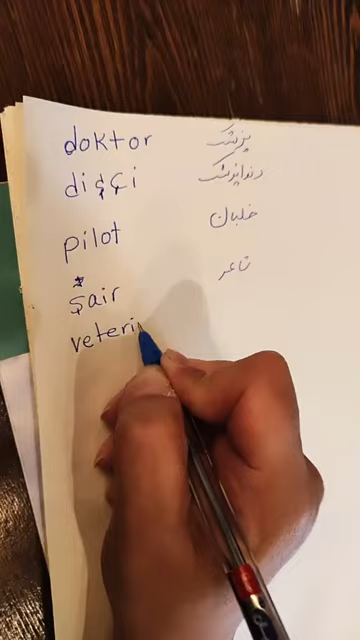 doktor پزشک
dişçi دندانپزشک
pilot خلبان
şair شاعر
veteri